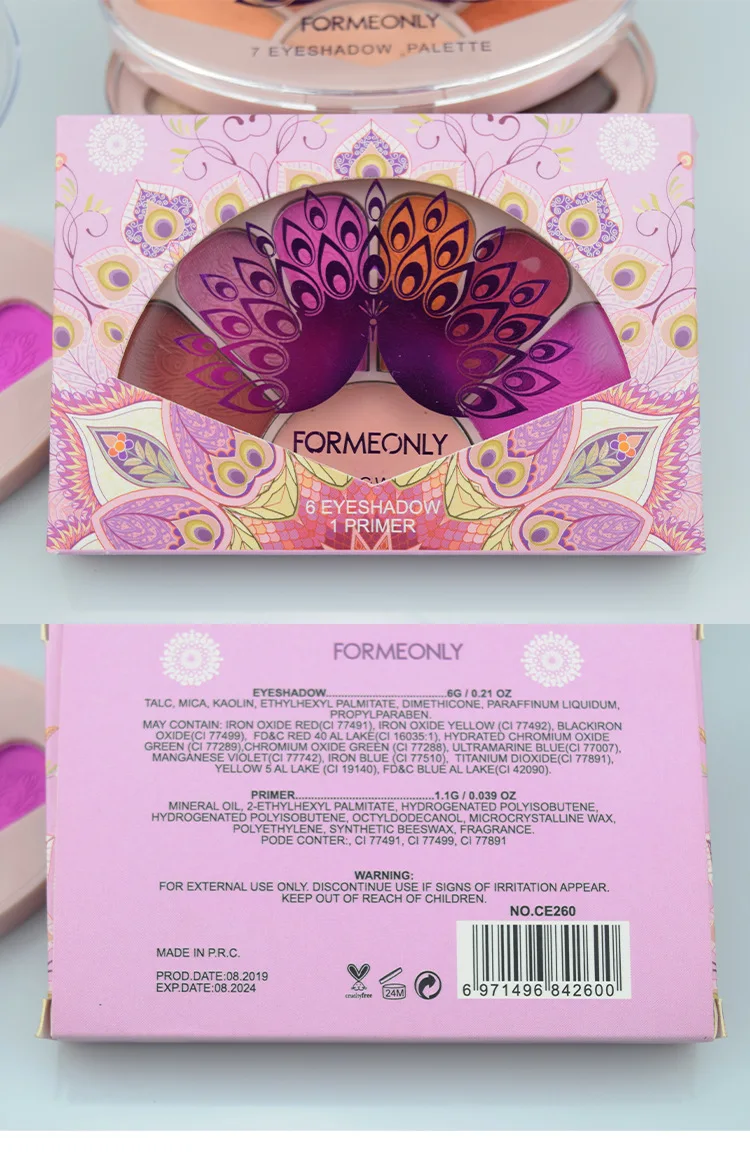 FORMEONLY
7 EYESHADOW PALETTE
FORMEONLY
6 EYESHADOW
1 PRIMER
FORMEONLY
EYESHADOW..............................6G / 0.21 OZ
TALC, MICA, KAOLIN, ETHYLHEXYL PALMITATE, DIMETHICONE, PARAFFINUM LIQUIDUM,
PROPYLPARABEN.
MAY CONTAIN: IRON OXIDE RED(CI 77491), IRON OXIDE YELLOW (CI 77492), BLACKIRON
OXIDE(CI 77499), FD&C RED 40 AL LAKE(CI 16035:1), HYDRATED CHROMIUM OXIDE
GREEN (CI 77289),CHROMIUM OXIDE GREEN (CI 77288), ULTRAMARINE BLUE(CI 77007),
MANGANESE VIOLET(CI 77742), IRON BLUE (CI 77510), TITANIUM DIOXIDE(CI 77891),
YELLOW 5 AL LAKE (CI 19140), FD&C BLUE AL LAKE(CI 42090).
PRIMER.....................1.1G / 0.039 OZ
MINERAL OIL, 2-ETHYLHEXYL PALMITATE, HYDROGENATED POLYISOBUTENE,
HYDROGENATED POLYISOBUTENE, OCTYLDODECANOL, MICROCRYSTALLINE WAX,
POLYETHYLENE, SYNTHETIC BEESWAX, FRAGRANCE.
PODE CONTER:, CI 77491, CI 77499, CI 77891
WARNING:
FOR EXTERNAL USE ONLY. DISCONTINUE USE IF SIGNS OF IRRITATION APPEAR.
KEEP OUT OF REACH OF CHILDREN.
NO.CE260
MADE IN P.R.C.
PROD.DATE:08.2019
EXP.DATE:08.2024
crueltyfree
24M
6 971496 842600